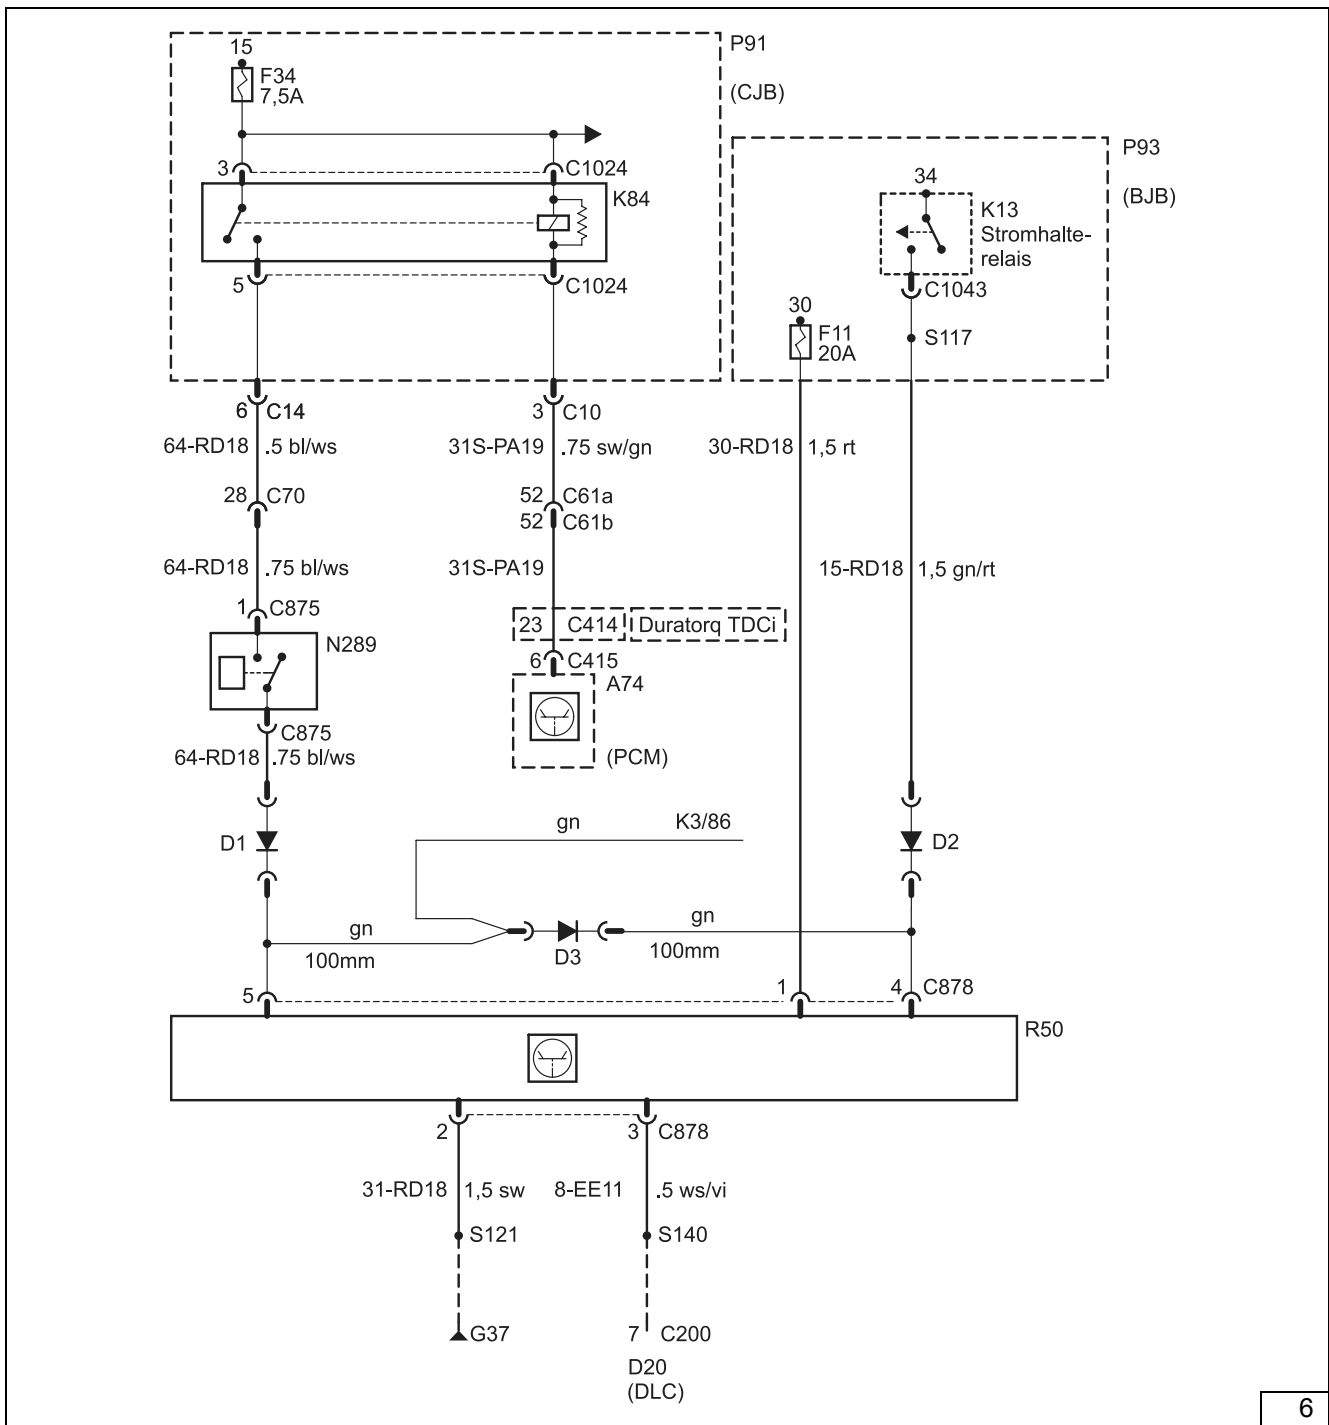 15
P91
F34
7,5A
(CJB)
P93
3
C1024
34
K84
(BJB)
K13
Stromhalte-
relais
5
C1024
C1043
30
F11
20A
S117
6 C14
3 C10
64-RD18 .5 bl/ws
31S-PA19 .75 sw/gn
30-RD18 1,5 rt
28 C70
52 C61a
52 C61b
64-RD18 .75 bl/ws
31S-PA19
15-RD18 1,5 gn/rt
1 C875
23 C414 Duratorq TDCi
N289
6 C415
A74
C875
64-RD18 .75 bl/ws
(PCM)
gn K3/86
D1
D2
gn
gn
100mm
D3
100mm
5
1
4 C878
R50
2
3 C878
31-RD18 1,5 sw
8-EE11 .5 ws/vi
S121
S140
G37
7 C200
D20
(DLC)
6